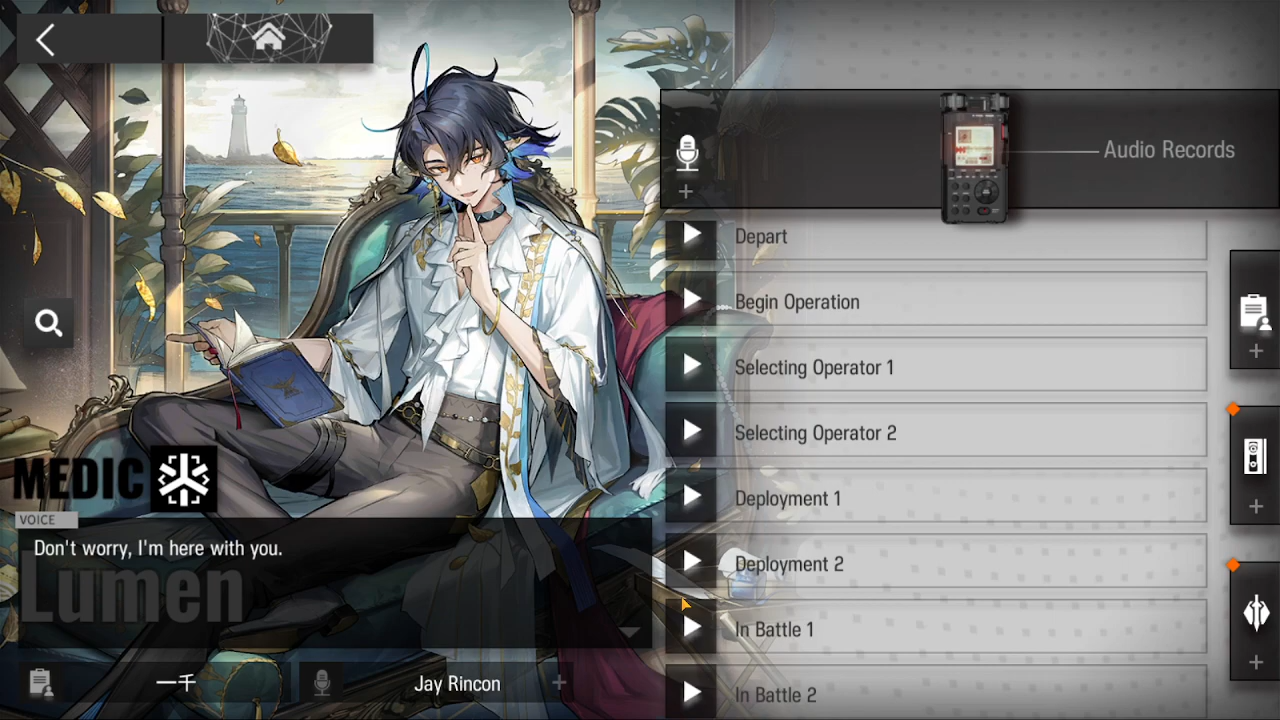 Audio Records
Depart
Begin Operation
Selecting Operator 1
Selecting Operator 2
Deployment 1
Deployment 2
In Battle 1
In Battle 2
MEDIC
VOICE
Don't worry, I'm here with you.
Lumen
一千
Jay Rincon